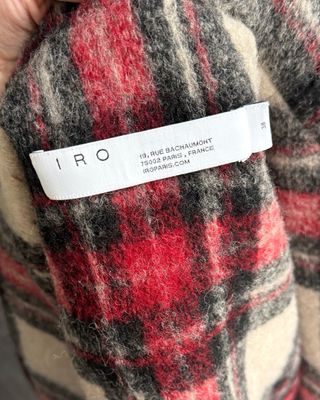 IRO
19, RUE BACHAUMONT
75002 PARIS, FRANCE
IROPARIS.COM